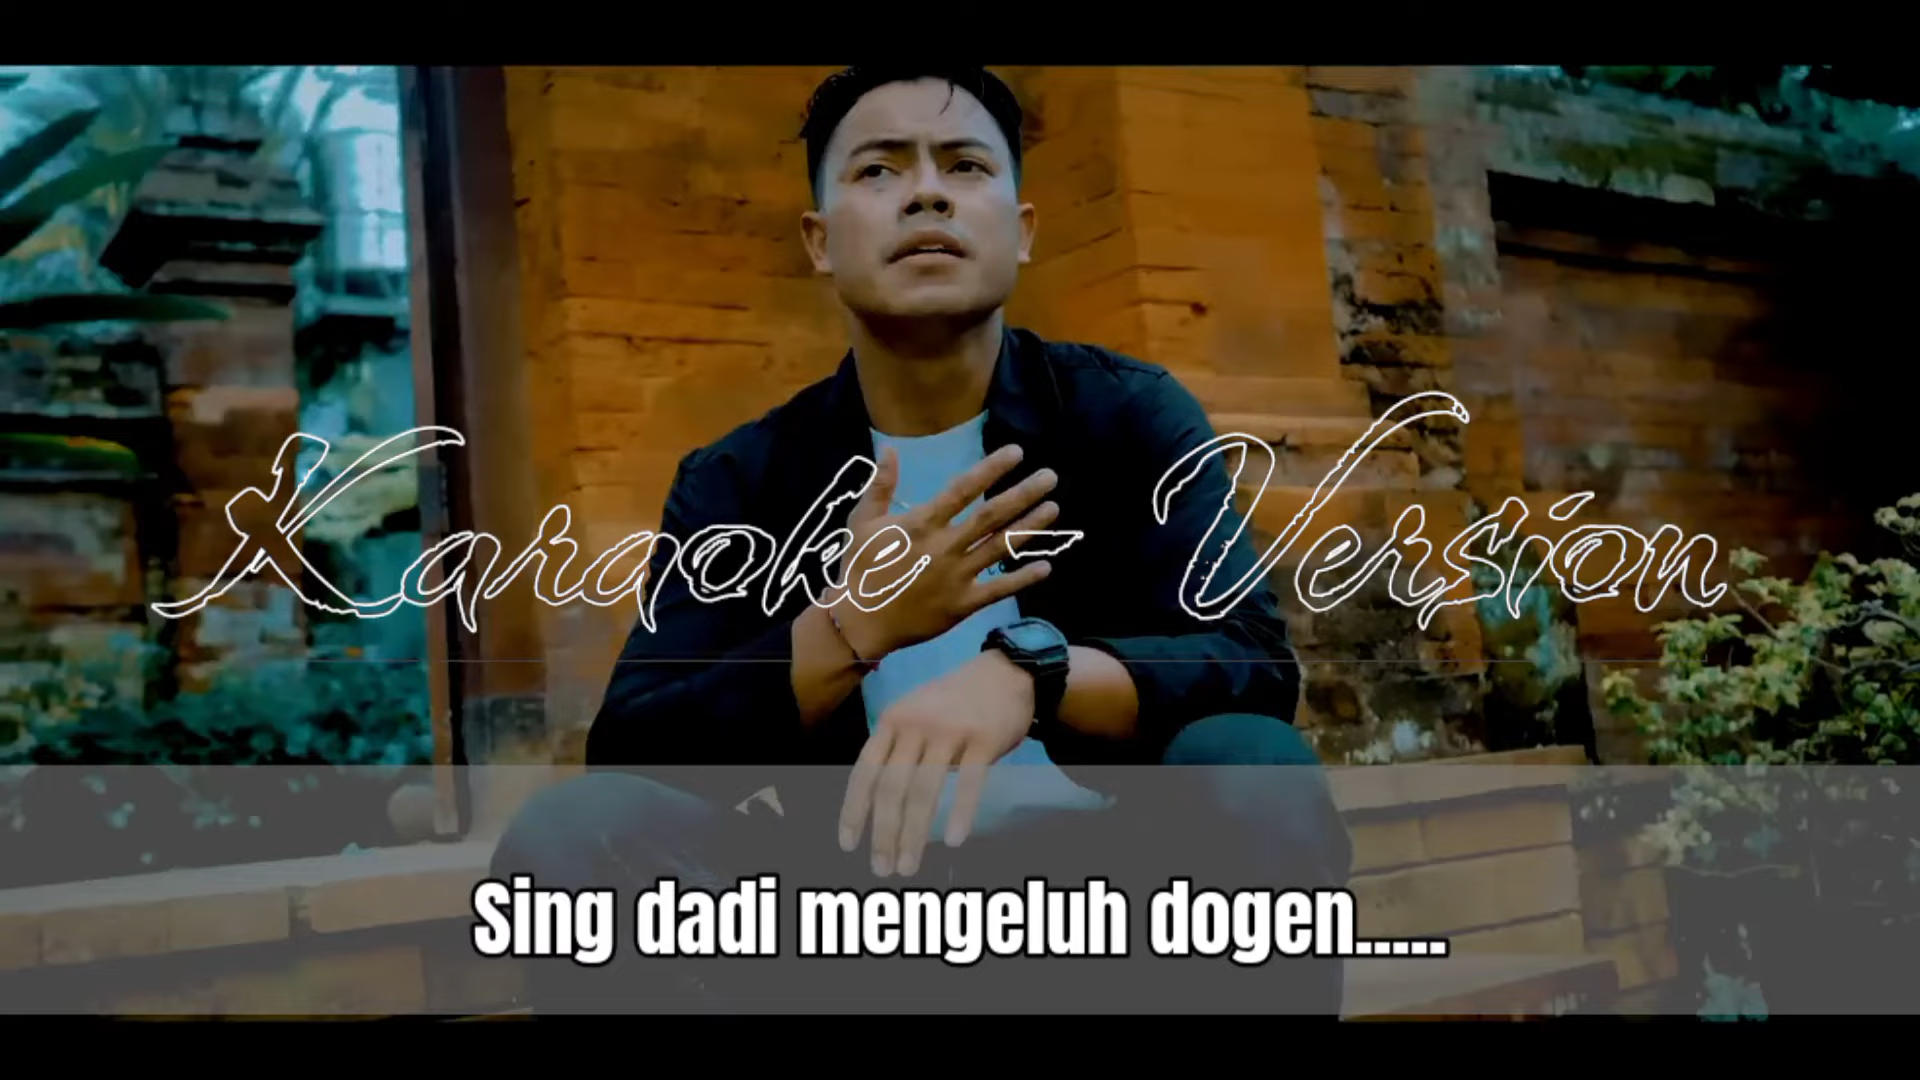 Karaoke - Version
Sing dadi mengeluh dogen.....